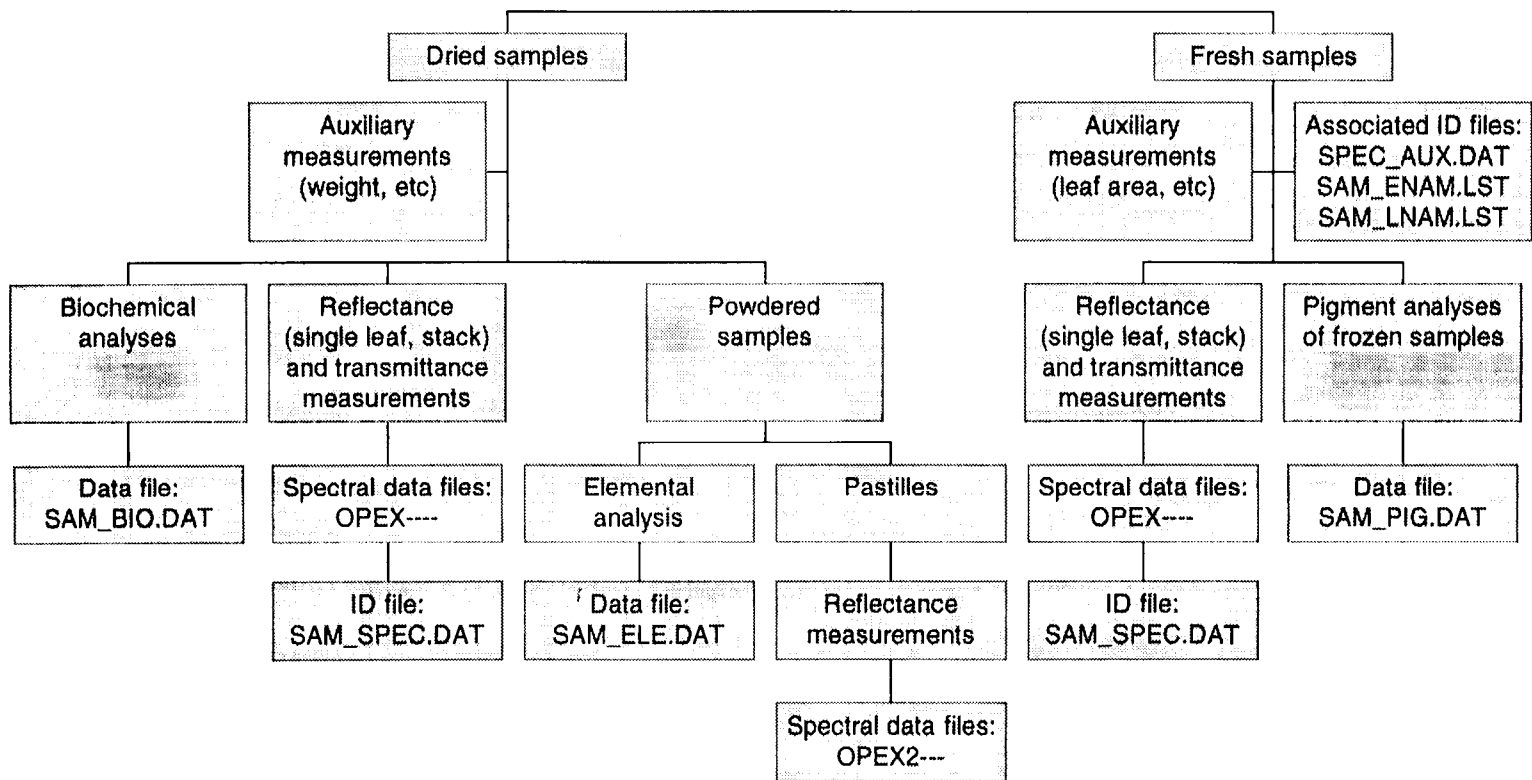 Dried samples
Fresh samples
Auxiliary
measurements
(weight, etc)
Auxiliary
measurements
(leaf area, etc)
Associated ID files:
SPEC_AUX.DAT
SAM_ENAM.LST
SAM_LNAM.LST
Biochemical
analyses
Reflectance
(single leaf, stack)
and transmittance
measurements
Powdered
samples
Reflectance
(single leaf, stack)
and transmittance
measurements
Pigment analyses
of frozen samples
Data file:
SAM_BIO.DAT
Spectral data files:
OPEX----
Elemental
analysis
Pastilles
Spectral data files:
OPEX----
Data file:
SAM_PIG.DAT
ID file:
SAM_SPEC.DAT
Data file:
SAM_ELE.DAT
Reflectance
measurements
ID file:
SAM_SPEC.DAT
Spectral data files:
OPEX2---